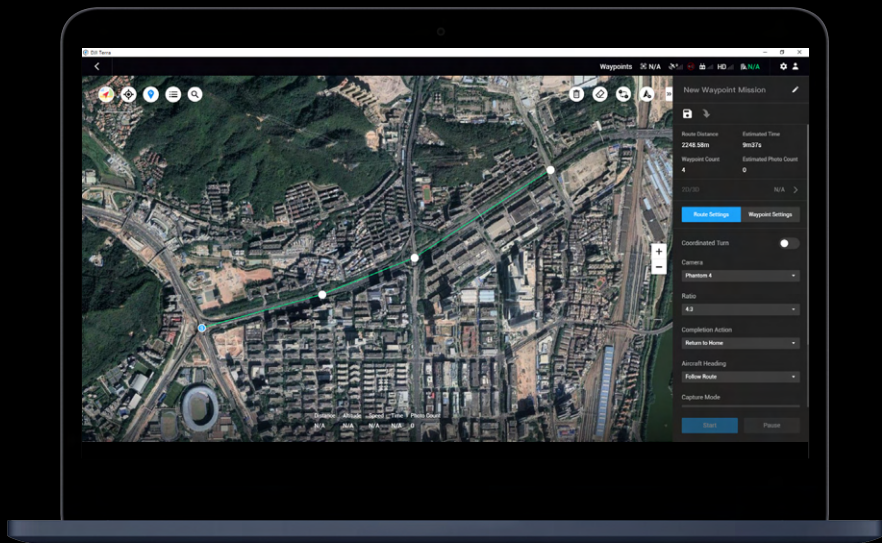 DJI Terra
Waypoints N/A HD N/A
New Waypoint Mission
Route Distance Estimated Time
2248.58m 9m37s
Waypoint Count Estimated Photo Count
4 0
2D/3D N/A
Route Settings Waypoint Settings
Coordinated Turn
+
−
Camera
Phantom 4
Ratio
4:3
Completion Action
Return to Home
Aircraft Heading
Follow Route
Capture Mode
Distance Altitude Speed Time Photo Count
N/A N/A N/A N/A 0
Start Pause